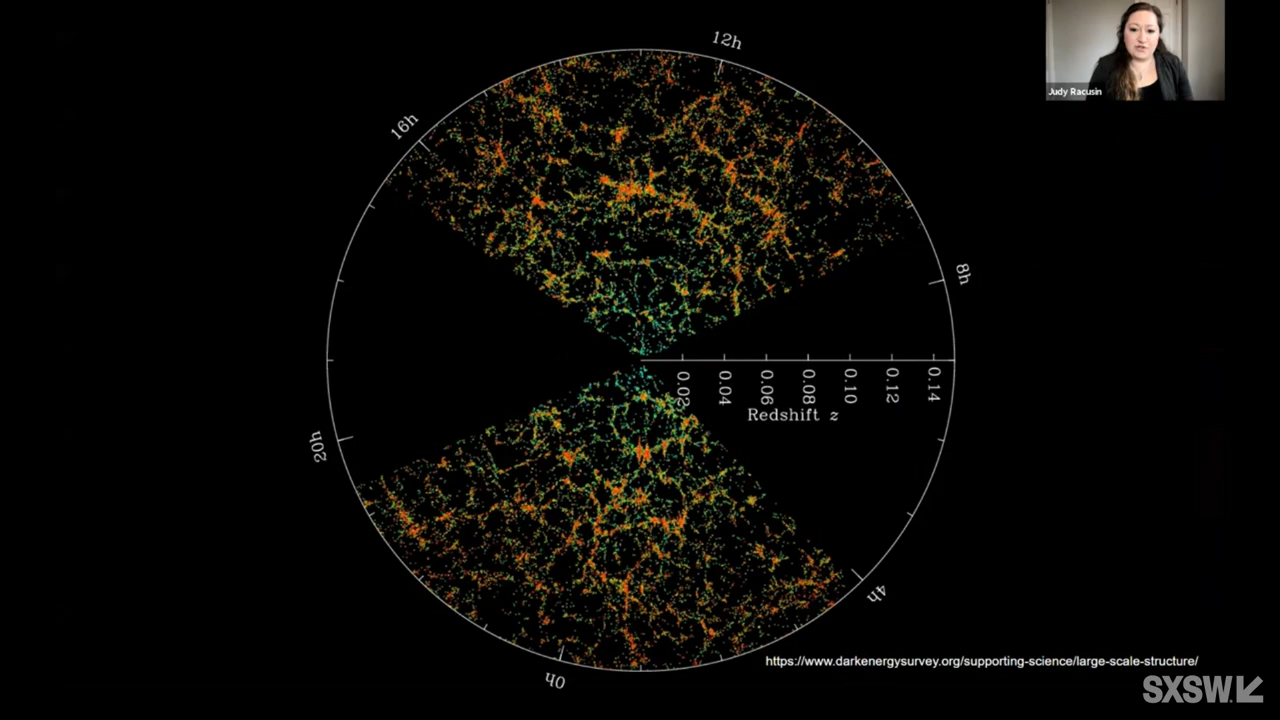 12h
Judy Racusin
16h
8h
0.02
0.04
0.06
0.08
0.10
0.12
0.14
Redshift z
20h
4h
https://www.darkenergysurvey.org/supporting-science/large-scale-structure/
0h
SXSW